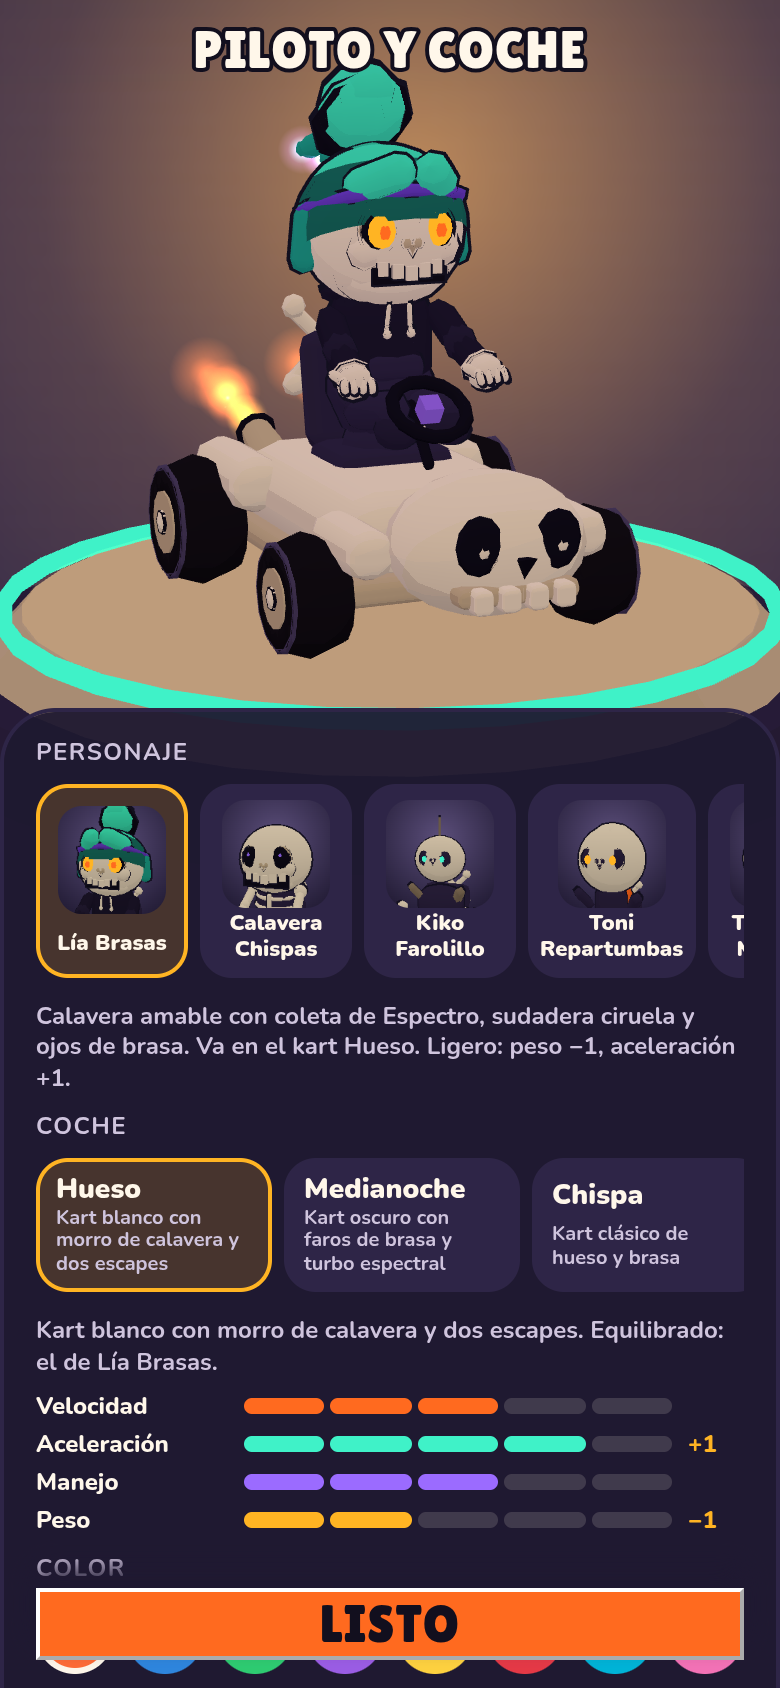 PILOTO Y COCHE
PERSONAJE
Lía Brasas
Calavera
Chispas
Kiko
Farolillo
Toni
Repartumbas
Calavera amable con coleta de Espectro, sudadera ciruela y
ojos de brasa. Va en el kart Hueso. Ligero: peso −1, aceleración
+1.
COCHE
Hueso
Kart blanco con
morro de calavera y
dos escapes
Medianoche
Kart oscuro con
faros de brasa y
turbo espectral
Chispa
Kart clásico de
hueso y brasa
Kart blanco con morro de calavera y dos escapes. Equilibrado:
el de Lía Brasas.
Velocidad
Aceleración +1
Manejo
Peso −1
COLOR
LISTO